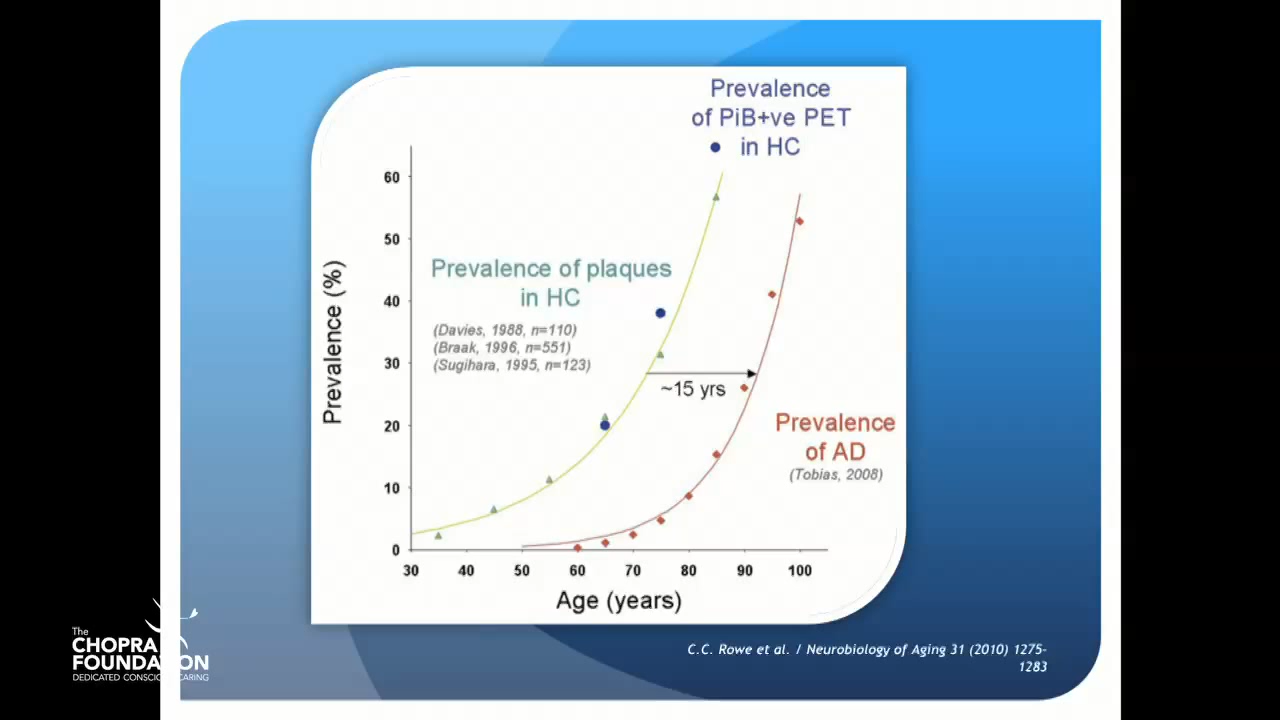 Prevalence
of PiB+ve PET
in HC
Prevalence of plaques
in HC
(Davies, 1988, n=110)
(Braak, 1996, n=551)
(Sugihara, 1995, n=123)
~15 yrs
Prevalence
of AD
(Tobias, 2008)
Prevalence (%)
60
50
40
30
20
10
0
30 40 50 60 70 80 90 100
Age (years)
C.C. Rowe et al. / Neurobiology of Aging 31 (2010) 1275-
1283
The
CHOPRA
FOUNDATION